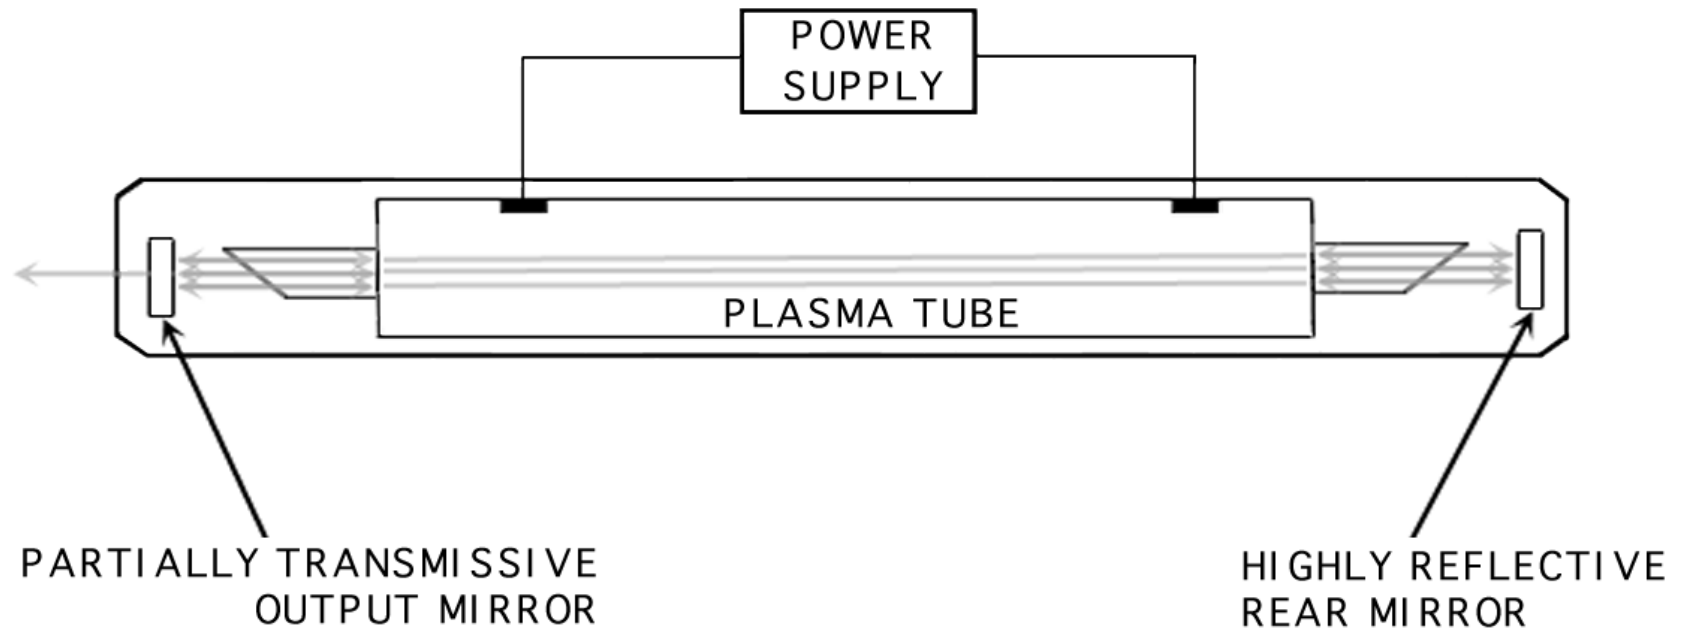 POWER
SUPPLY
PLASMA TUBE
PARTIALLY TRANSMISSIVE
OUTPUT MIRROR
HIGHLY REFLECTIVE
REAR MIRROR